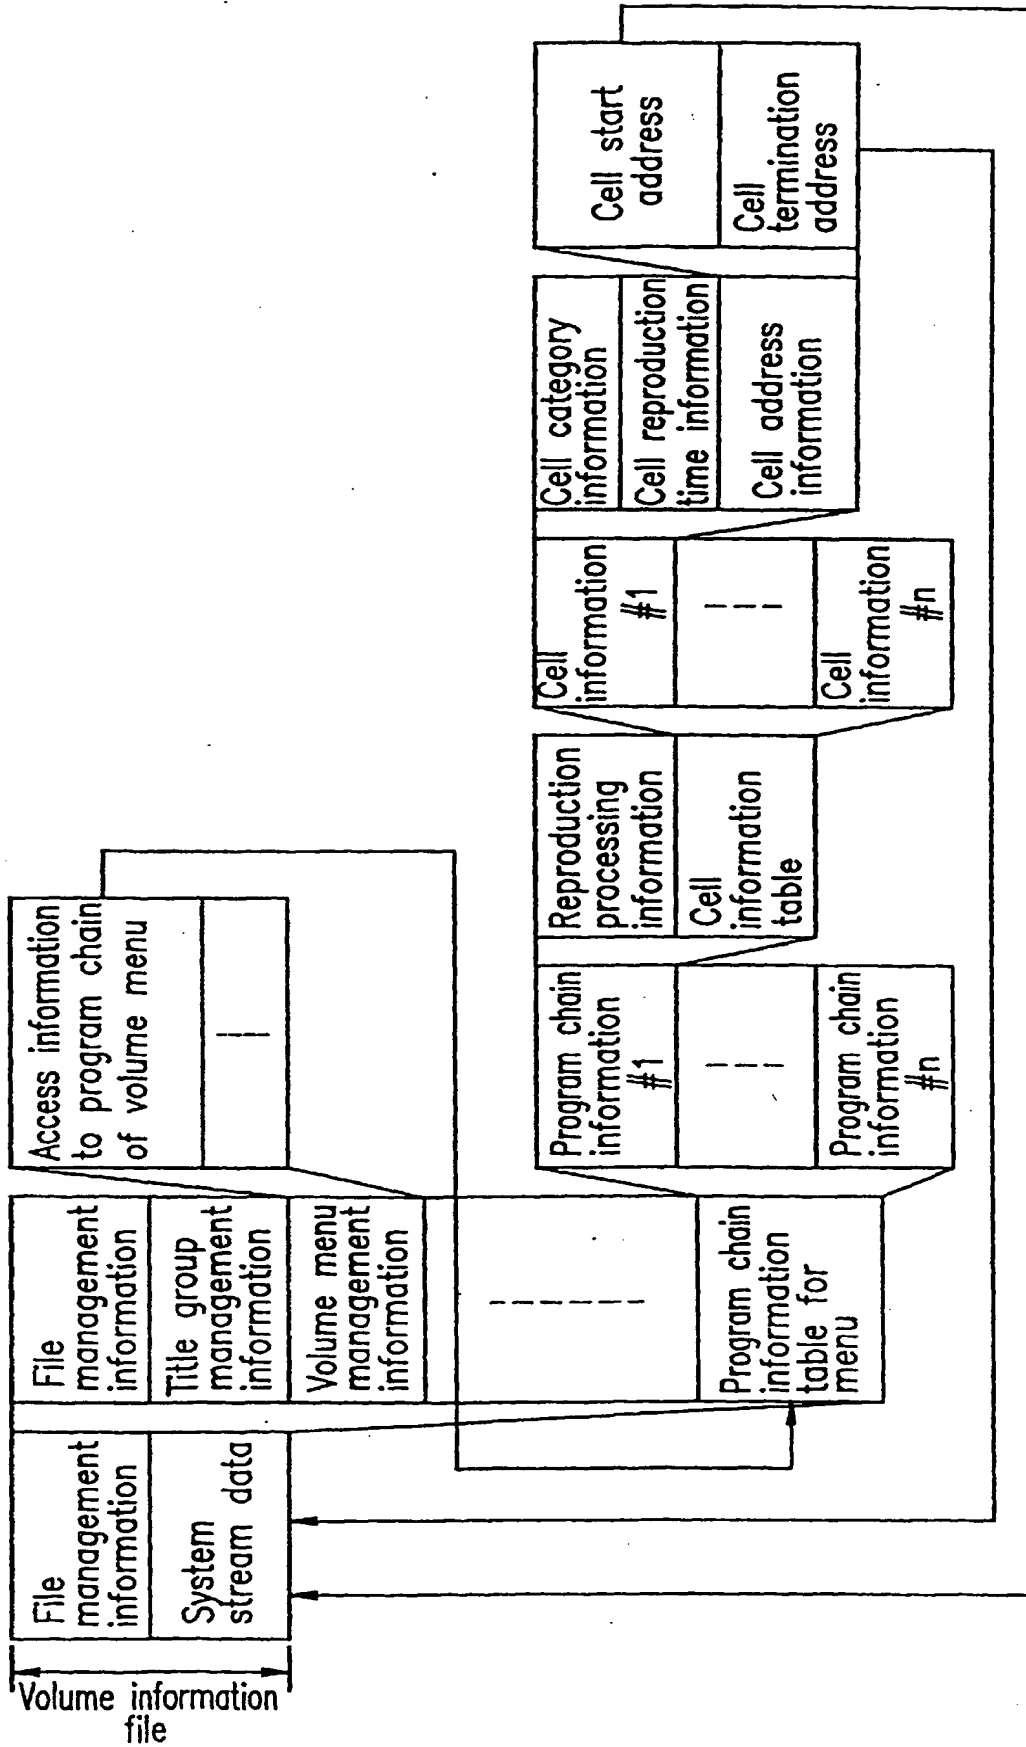 Volume information
file
File
management
information
System
stream data
File
management
information
Title group
management
information
Volume menu
management
information
Program chain
information
table for
menu
Access information
to program chain
of volume menu
Program chain
information
#1
Program chain
information
#n
Reproduction
processing
information
Cell
information
table
Cell
information
#1
Cell
information
#n
Cell category
information
Cell reproduction
time information
Cell address
information
Cell start
address
Cell
termination
address